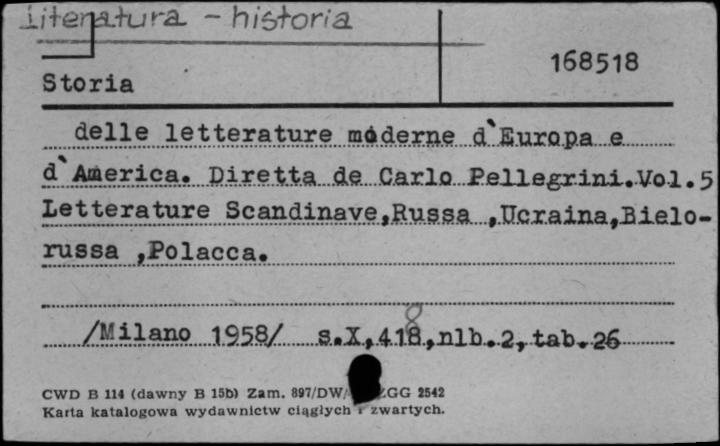 Literatura - historia
168518
Storia
delle letterature moderne d`Europa e
d`America. Diretta de Carlo Pellegrini.Vol.5
Letterature Scandinave,Russa ,Ucraina,Bielo-
russa ,Polacca.
8
/Milano 1958/ s.X,418,nlb.2,tab.26
CWD B 114 (dawny B 15b) Zam. 897/DW/ ZGG 2542
Karta katalogowa wydawnictw ciągłych i zwartych.